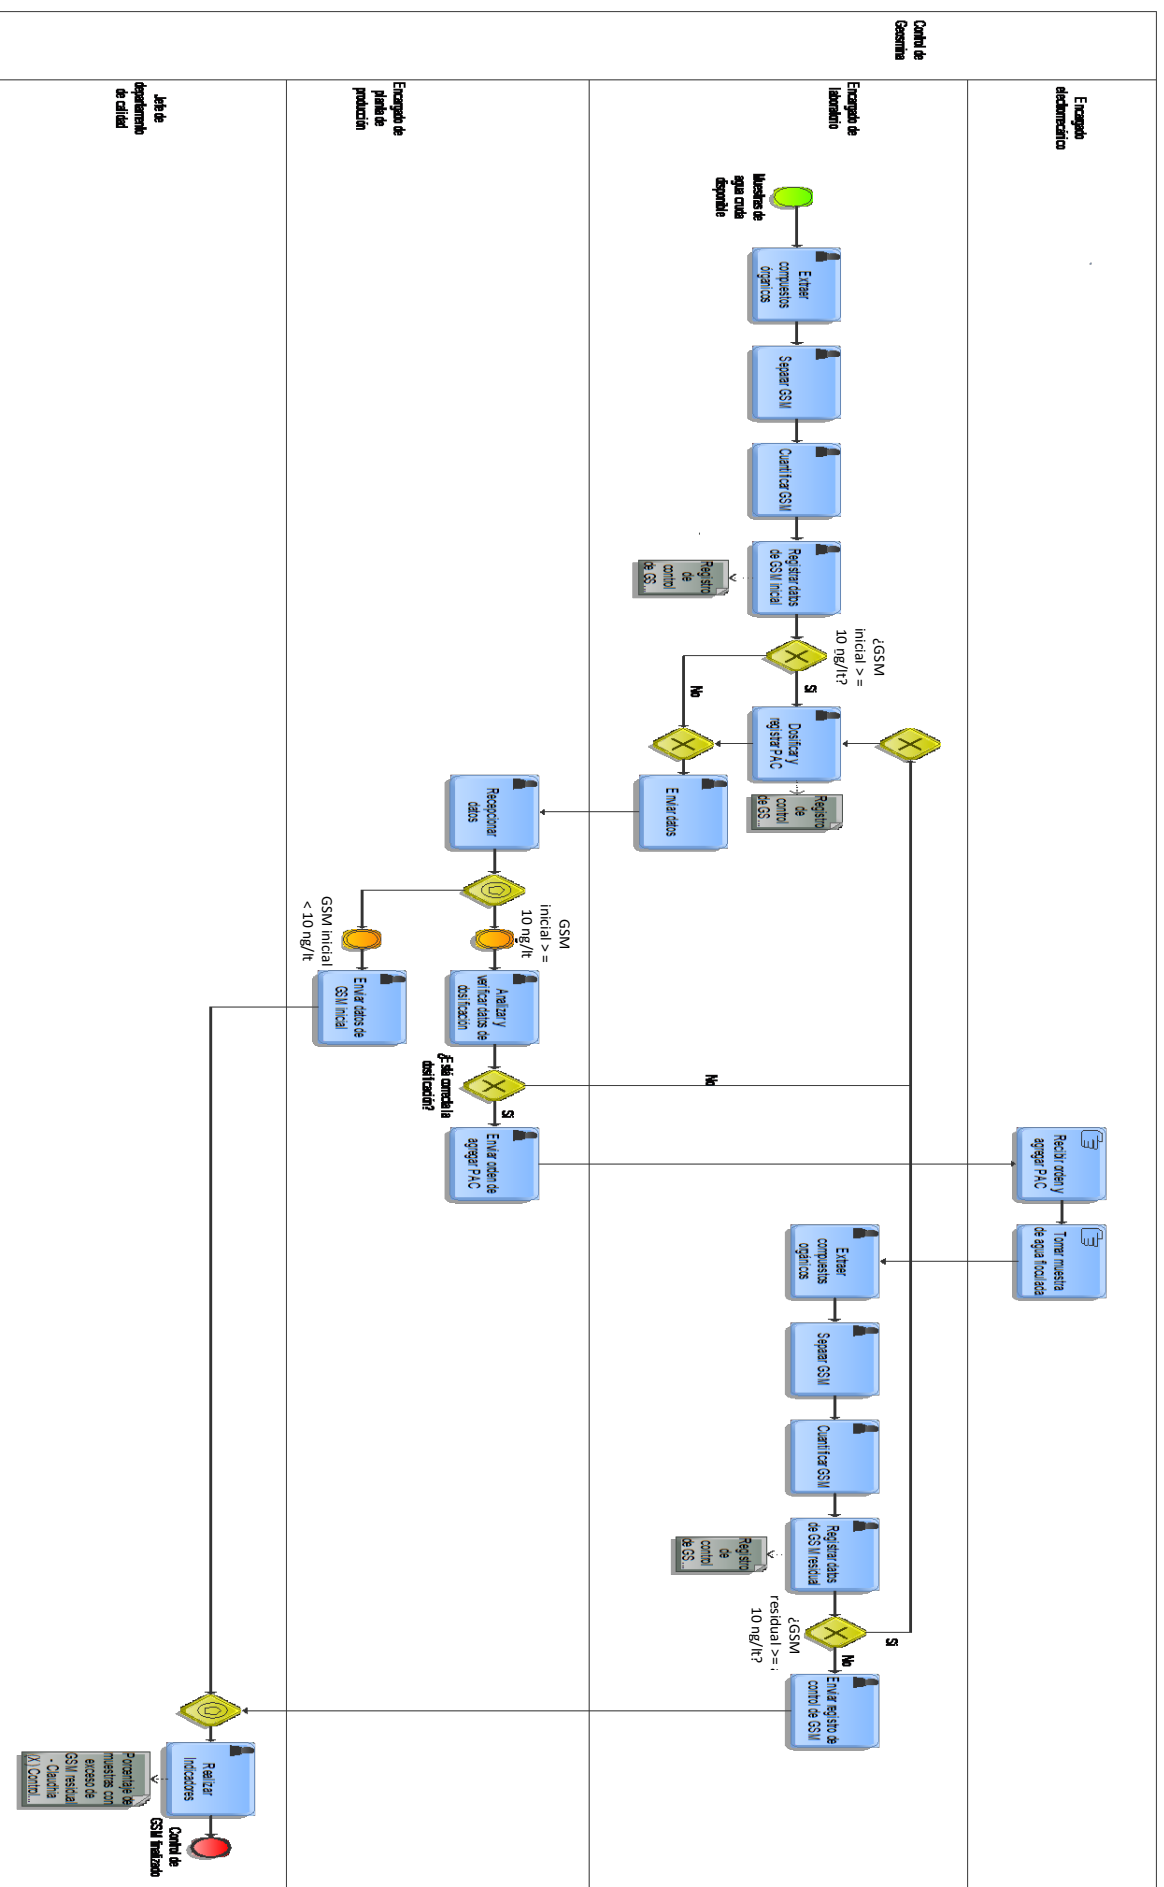 Control de
Geosmina
Encargado
electromecánico
Encargado de
laboratorio
Encargado de
planta de
producción
Jefe de
departamento
de calidad
Muestras de
agua cruda
disponible
Extraer
compuestos
órganicos
Separar GSM
Cuantificar GSM
Registrar datos
de GSM inicial
Registro
de
control
de GS...
¿GSM
inicial > =
10 ng/lt?
Si
No
Dosificar y
registrar PAC
Registro
de
control
de GS...
Enviar datos
Recepcionar
datos
GSM
inicial > =
10 ng/lt
GSM inicial
< 10 ng/lt
Analizar y
verificar datos de
dosificación
Enviar datos de
GSM inicial
¿Está correcta la
dosificación?
No
Si
Enviar orden de
agregar PAC
Recibir orden y
agregar PAC
Tomar muestra
de agua floculada
Extraer
compuestos
orgánicos
Separar GSM
Cuantificar GSM
Registrar datos
de GSM residual
Registro
de
control
de GS...
¿GSM
residual > =
10 ng/lt?
Si
No
Enviar registro de
control de GSM
Realizar
Indicadores
Porcentaje de
muestras con
exceso de
GSM residual
- Claudhia
(X) Control...
Control de
GSM finalizado